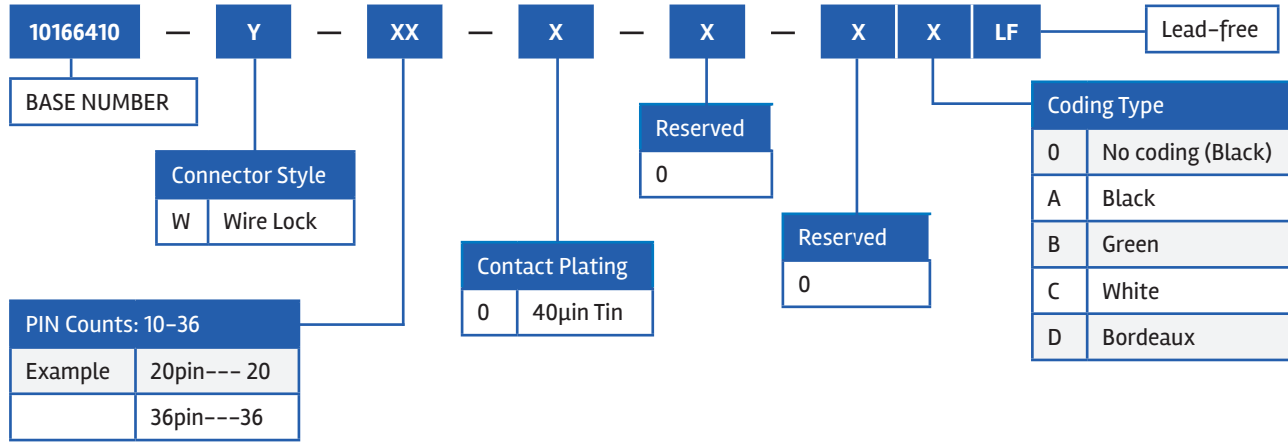 10166410 — Y — XX — X — X — X X LF Lead-free
BASE NUMBER
Connector Style
W Wire Lock
PIN Counts: 10-36
Example 20pin--- 20
36pin---36
Contact Plating
0 40µin Tin
Reserved
0
Reserved
0
Coding Type
0 No coding (Black)
A Black
B Green
C White
D Bordeaux